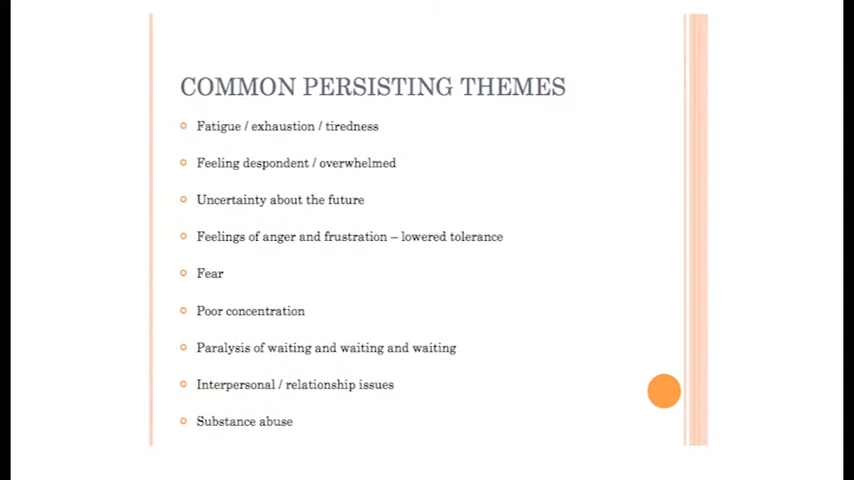 COMMON PERSISTING THEMES
Fatigue / exhaustion / tiredness
Feeling despondent / overwhelmed
Uncertainty about the future
Feelings of anger and frustration – lowered tolerance
Fear
Poor concentration
Paralysis of waiting and waiting and waiting
Interpersonal / relationship issues
Substance abuse